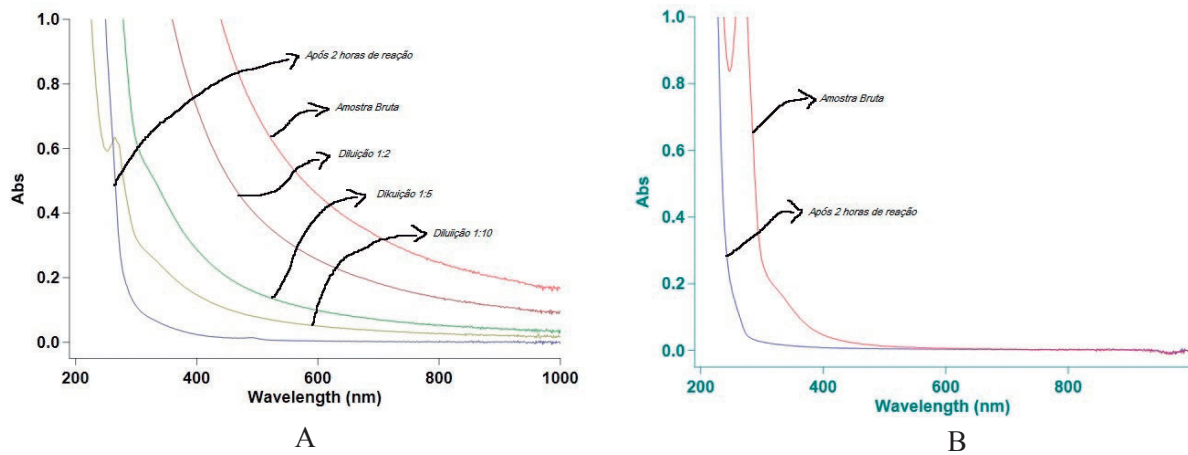 1.0
0.8
0.6
0.4
0.2
0.0
Abs
200
400
600
800
1000
Wavelength (nm)
Após 2 horas de reação
Amostra Bruta
Diluição 1:2
Dikuição 1:5
Diluiição 1:10
A
1.0
0.8
0.6
0.4
0.2
0.0
Abs
200
400
600
800
Wavelength (nm)
Amostra Bruta
Após 2 horas de reação
B